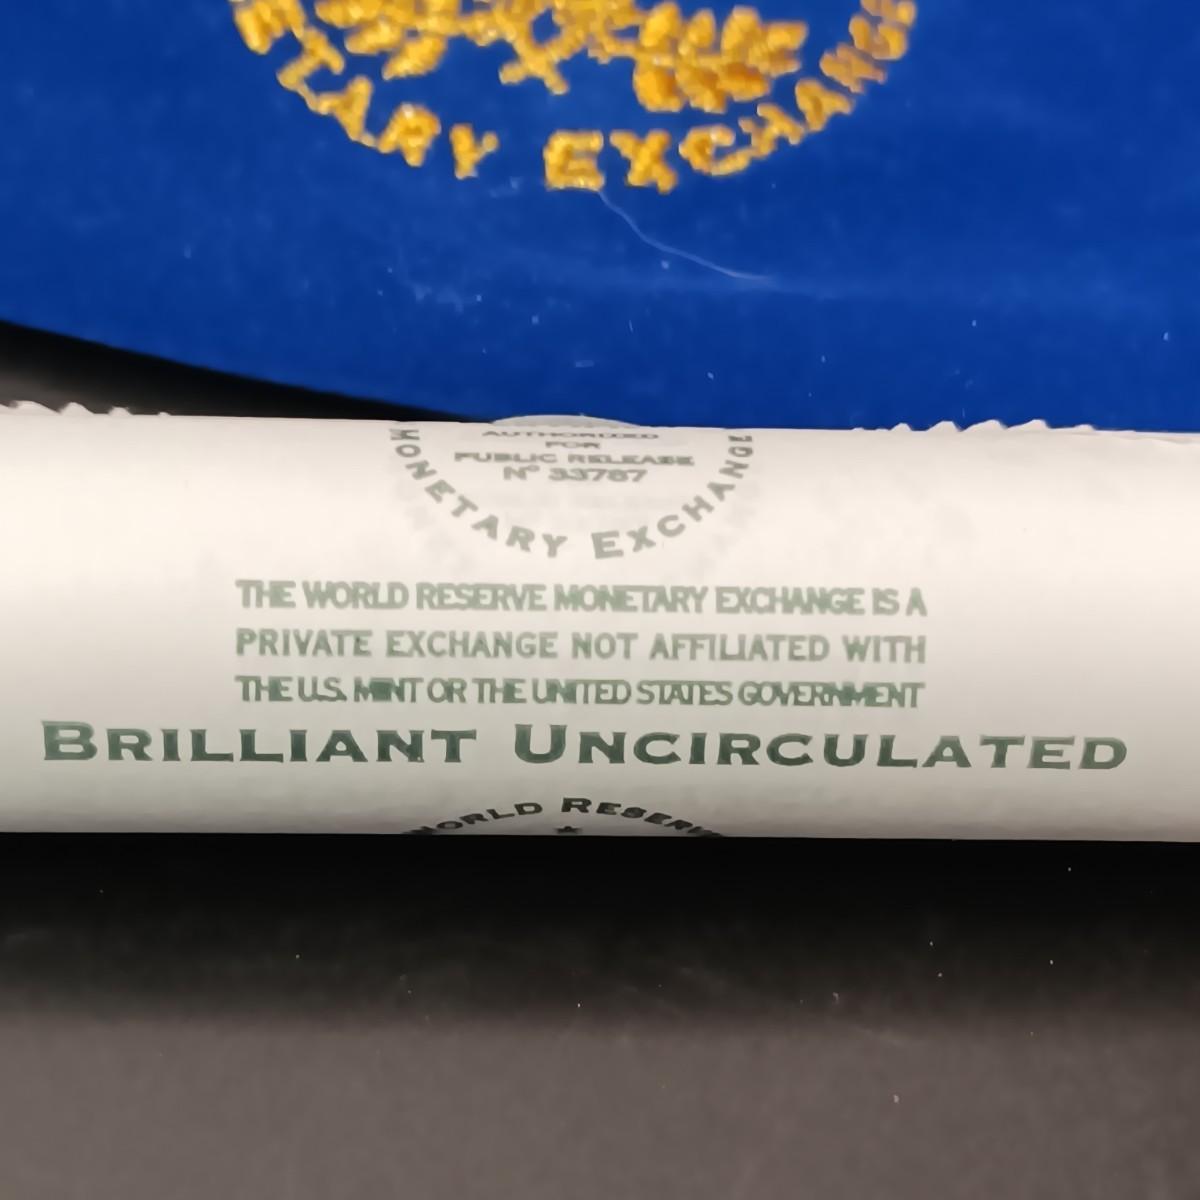 ETARY EXCHANGE
AUTHORIZED
FOR
PUBLIC RELEASE
Nº 33787
MONETARY EXCHANGE
THE WORLD RESERVE MONETARY EXCHANGE IS A
PRIVATE EXCHANGE NOT AFFILIATED WITH
THE U.S. MINT OR THE UNITED STATES GOVERNMENT
BRILLIANT UNCIRCULATED
WORLD RESERV